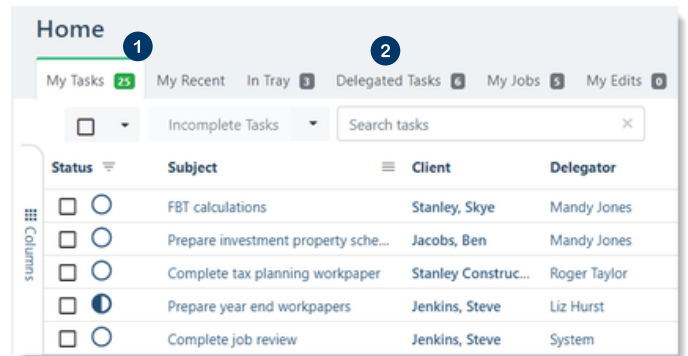 Home
1
2
My Tasks 25 My Recent In Tray 3 Delegated Tasks 6 My Jobs 5 My Edits 0
Incomplete Tasks Search tasks
Status Subject Client Delegator
FBT calculations Stanley, Skye Mandy Jones
Prepare investment property sche... Jacobs, Ben Mandy Jones
Complete tax planning workpaper Stanley Construc... Roger Taylor
Prepare year end workpapers Jenkins, Steve Liz Hurst
Complete job review Jenkins, Steve System
Columns